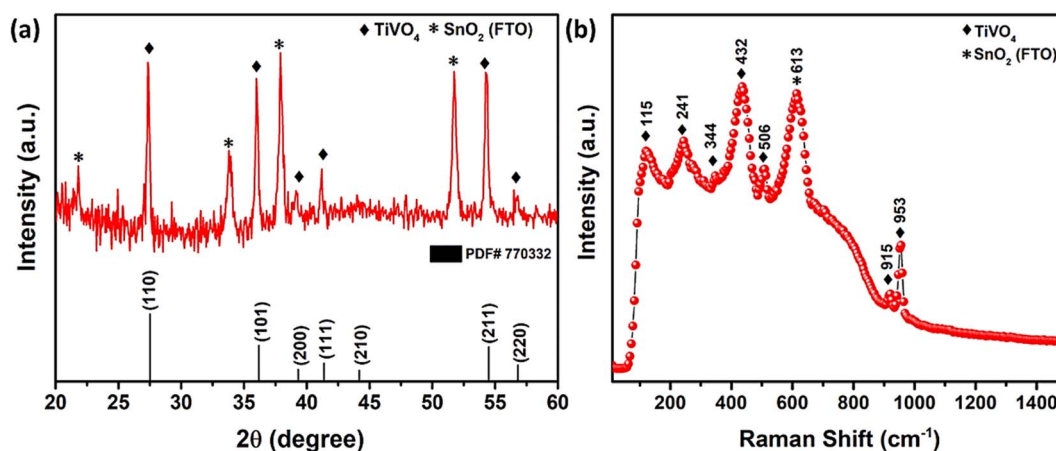 (a)
◆ TiVO4 * SnO2 (FTO)
Intensity (a.u.)
PDF# 770332
(110)
(101)
(200)
(111)
(210)
(211)
(220)
20 25 30 35 40 45 50 55 60
2θ (degree)
(b)
◆ TiVO4
* SnO2 (FTO)
Intensity (a.u.)
115
241
344
432
506
613
915
953
200 400 600 800 1000 1200 1400
Raman Shift (cm-1)